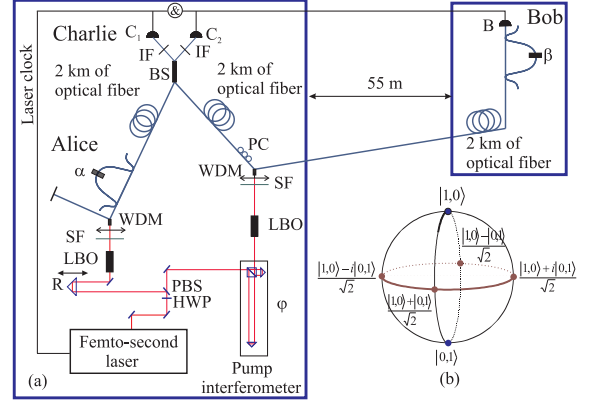 &
Bob
Charlie
C1
C2
B
IF
IF
BS
β
Laser clock
2 km of
optical fiber
2 km of
optical fiber
55 m
2 km of
optical fiber
Alice
α
PC
WDM
SF
WDM
SF
LBO
LBO
R
PBS
HWP
φ
Femto-second
laser
Pump
interferometer
(a)
|1,0⟩
|1,0⟩−|0,1⟩
√2
|1,0⟩−i|0,1⟩
√2
|1,0⟩+i|0,1⟩
√2
|1,0⟩+|0,1⟩
√2
|0,1⟩
(b)